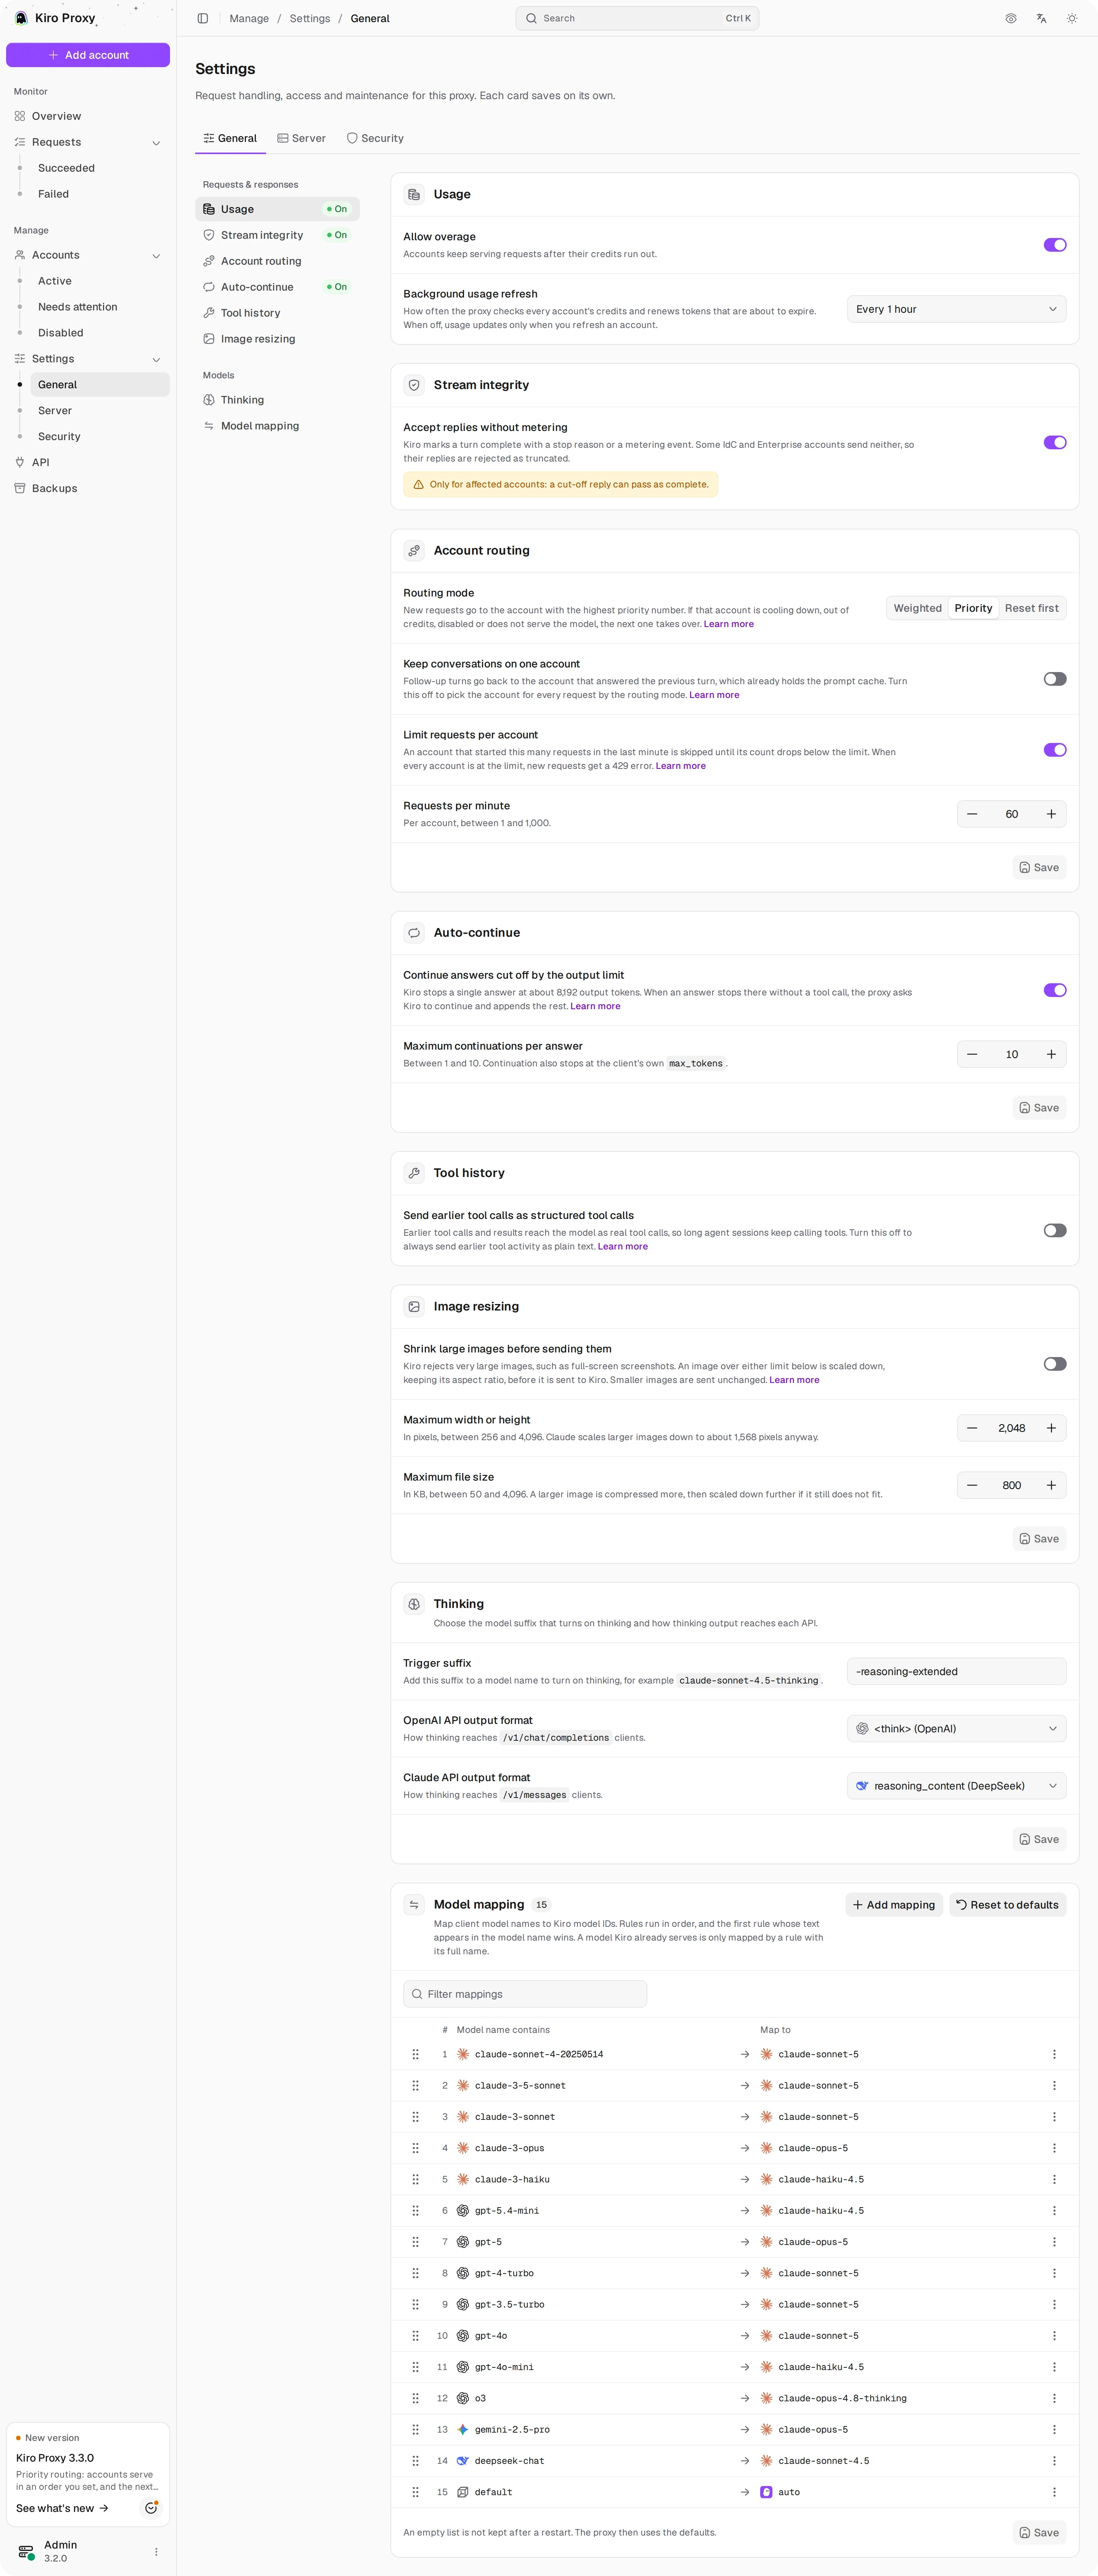 Kiro Proxy
Manage / Settings / General
Search
Ctrl K
Add account
Monitor
Overview
Requests
Succeeded
Failed
Manage
Accounts
Active
Needs attention
Disabled
Settings
General
Server
Security
API
Backups
New version
Kiro Proxy 3.3.0
Priority routing: accounts serve
in an order you set, and the next...
See what's new
Admin
3.2.0
Settings
Request handling, access and maintenance for this proxy. Each card saves on its own.
General
Server
Security
Requests & responses
Usage On
Stream integrity On
Account routing
Auto-continue On
Tool history
Image resizing
Models
Thinking
Model mapping
Usage
Allow overage
Accounts keep serving requests after their credits run out.
Background usage refresh
How often the proxy checks every account's credits and renews tokens that are about to expire.
When off, usage updates only when you refresh an account.
Every 1 hour
Stream integrity
Accept replies without metering
Kiro marks a turn complete with a stop reason or a metering event. Some IdC and Enterprise accounts send neither, so
their replies are rejected as truncated.
Only for affected accounts: a cut-off reply can pass as complete.
Account routing
Routing mode
New requests go to the account with the highest priority number. If that account is cooling down, out of
credits, disabled or does not serve the model, the next one takes over. Learn more
Weighted Priority Reset first
Keep conversations on one account
Follow-up turns go back to the account that answered the previous turn, which already holds the prompt cache. Turn
this off to pick the account for every request by the routing mode. Learn more
Limit requests per account
An account that started this many requests in the last minute is skipped until its count drops below the limit. When
every account is at the limit, new requests get a 429 error. Learn more
Requests per minute
Per account, between 1 and 1,000.
60
Save
Auto-continue
Continue answers cut off by the output limit
Kiro stops a single answer at about 8,192 output tokens. When an answer stops there without a tool call, the proxy asks
Kiro to continue and appends the rest. Learn more
Maximum continuations per answer
Between 1 and 10. Continuation also stops at the client's own max_tokens.
10
Save
Tool history
Send earlier tool calls as structured tool calls
Earlier tool calls and results reach the model as real tool calls, so long agent sessions keep calling tools. Turn this off to
always send earlier tool activity as plain text. Learn more
Image resizing
Shrink large images before sending them
Kiro rejects very large images, such as full-screen screenshots. An image over either limit below is scaled down,
keeping its aspect ratio, before it is sent to Kiro. Smaller images are sent unchanged. Learn more
Maximum width or height
In pixels, between 256 and 4,096. Claude scales larger images down to about 1,568 pixels anyway.
2,048
Maximum file size
In KB, between 50 and 4,096. A larger image is compressed more, then scaled down further if it still does not fit.
800
Save
Thinking
Choose the model suffix that turns on thinking and how thinking output reaches each API.
Trigger suffix
Add this suffix to a model name to turn on thinking, for example claude-sonnet-4.5-thinking.
-reasoning-extended
OpenAI API output format
How thinking reaches /v1/chat/completions clients.
<think> (OpenAI)
Claude API output format
How thinking reaches /v1/messages clients.
reasoning_content (DeepSeek)
Save
Model mapping 15
Add mapping
Reset to defaults
Map client model names to Kiro model IDs. Rules run in order, and the first rule whose text
appears in the model name wins. A model Kiro already serves is only mapped by a rule with
its full name.
Filter mappings
# Model name contains Map to
1 claude-sonnet-4-20250514 → claude-sonnet-5
2 claude-3-5-sonnet → claude-sonnet-5
3 claude-3-sonnet → claude-sonnet-5
4 claude-3-opus → claude-opus-5
5 claude-3-haiku → claude-haiku-4.5
6 gpt-5.4-mini → claude-haiku-4.5
7 gpt-5 → claude-opus-5
8 gpt-4-turbo → claude-sonnet-5
9 gpt-3.5-turbo → claude-sonnet-5
10 gpt-4o → claude-sonnet-5
11 gpt-4o-mini → claude-haiku-4.5
12 o3 → claude-opus-4.8-thinking
13 gemini-2.5-pro → claude-opus-5
14 deepseek-chat → claude-sonnet-4.5
15 default → auto
An empty list is not kept after a restart. The proxy then uses the defaults.
Save